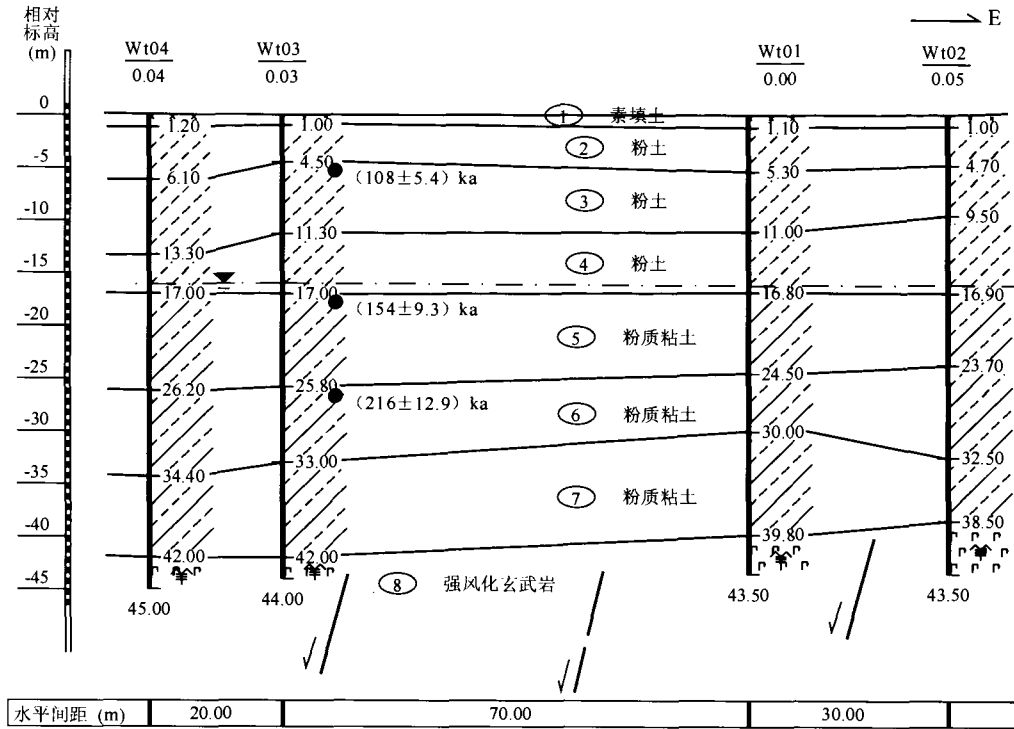 相对
标高
(m)
E
Wt04
0.04
Wt03
0.03
Wt01
0.00
Wt02
0.05
0
-5
-10
-15
-20
-25
-30
-35
-40
-45
1.20
6.10
13.30
17.00
26.20
34.40
42.00
45.00
1.00
4.50
11.30
17.00
25.80
33.00
42.00
44.00
(108±5.4) ka
(154±9.3) ka
(216±12.9) ka
① 素填土
② 粉土
③ 粉土
④ 粉土
⑤ 粉质粘土
⑥ 粉质粘土
⑦ 粉质粘土
⑧ 强风化玄武岩
1.10
5.30
11.00
16.80
24.50
30.00
39.80
43.50
1.00
4.70
9.50
16.90
23.70
32.50
38.50
43.50
水平间距 (m) 20.00 70.00 30.00